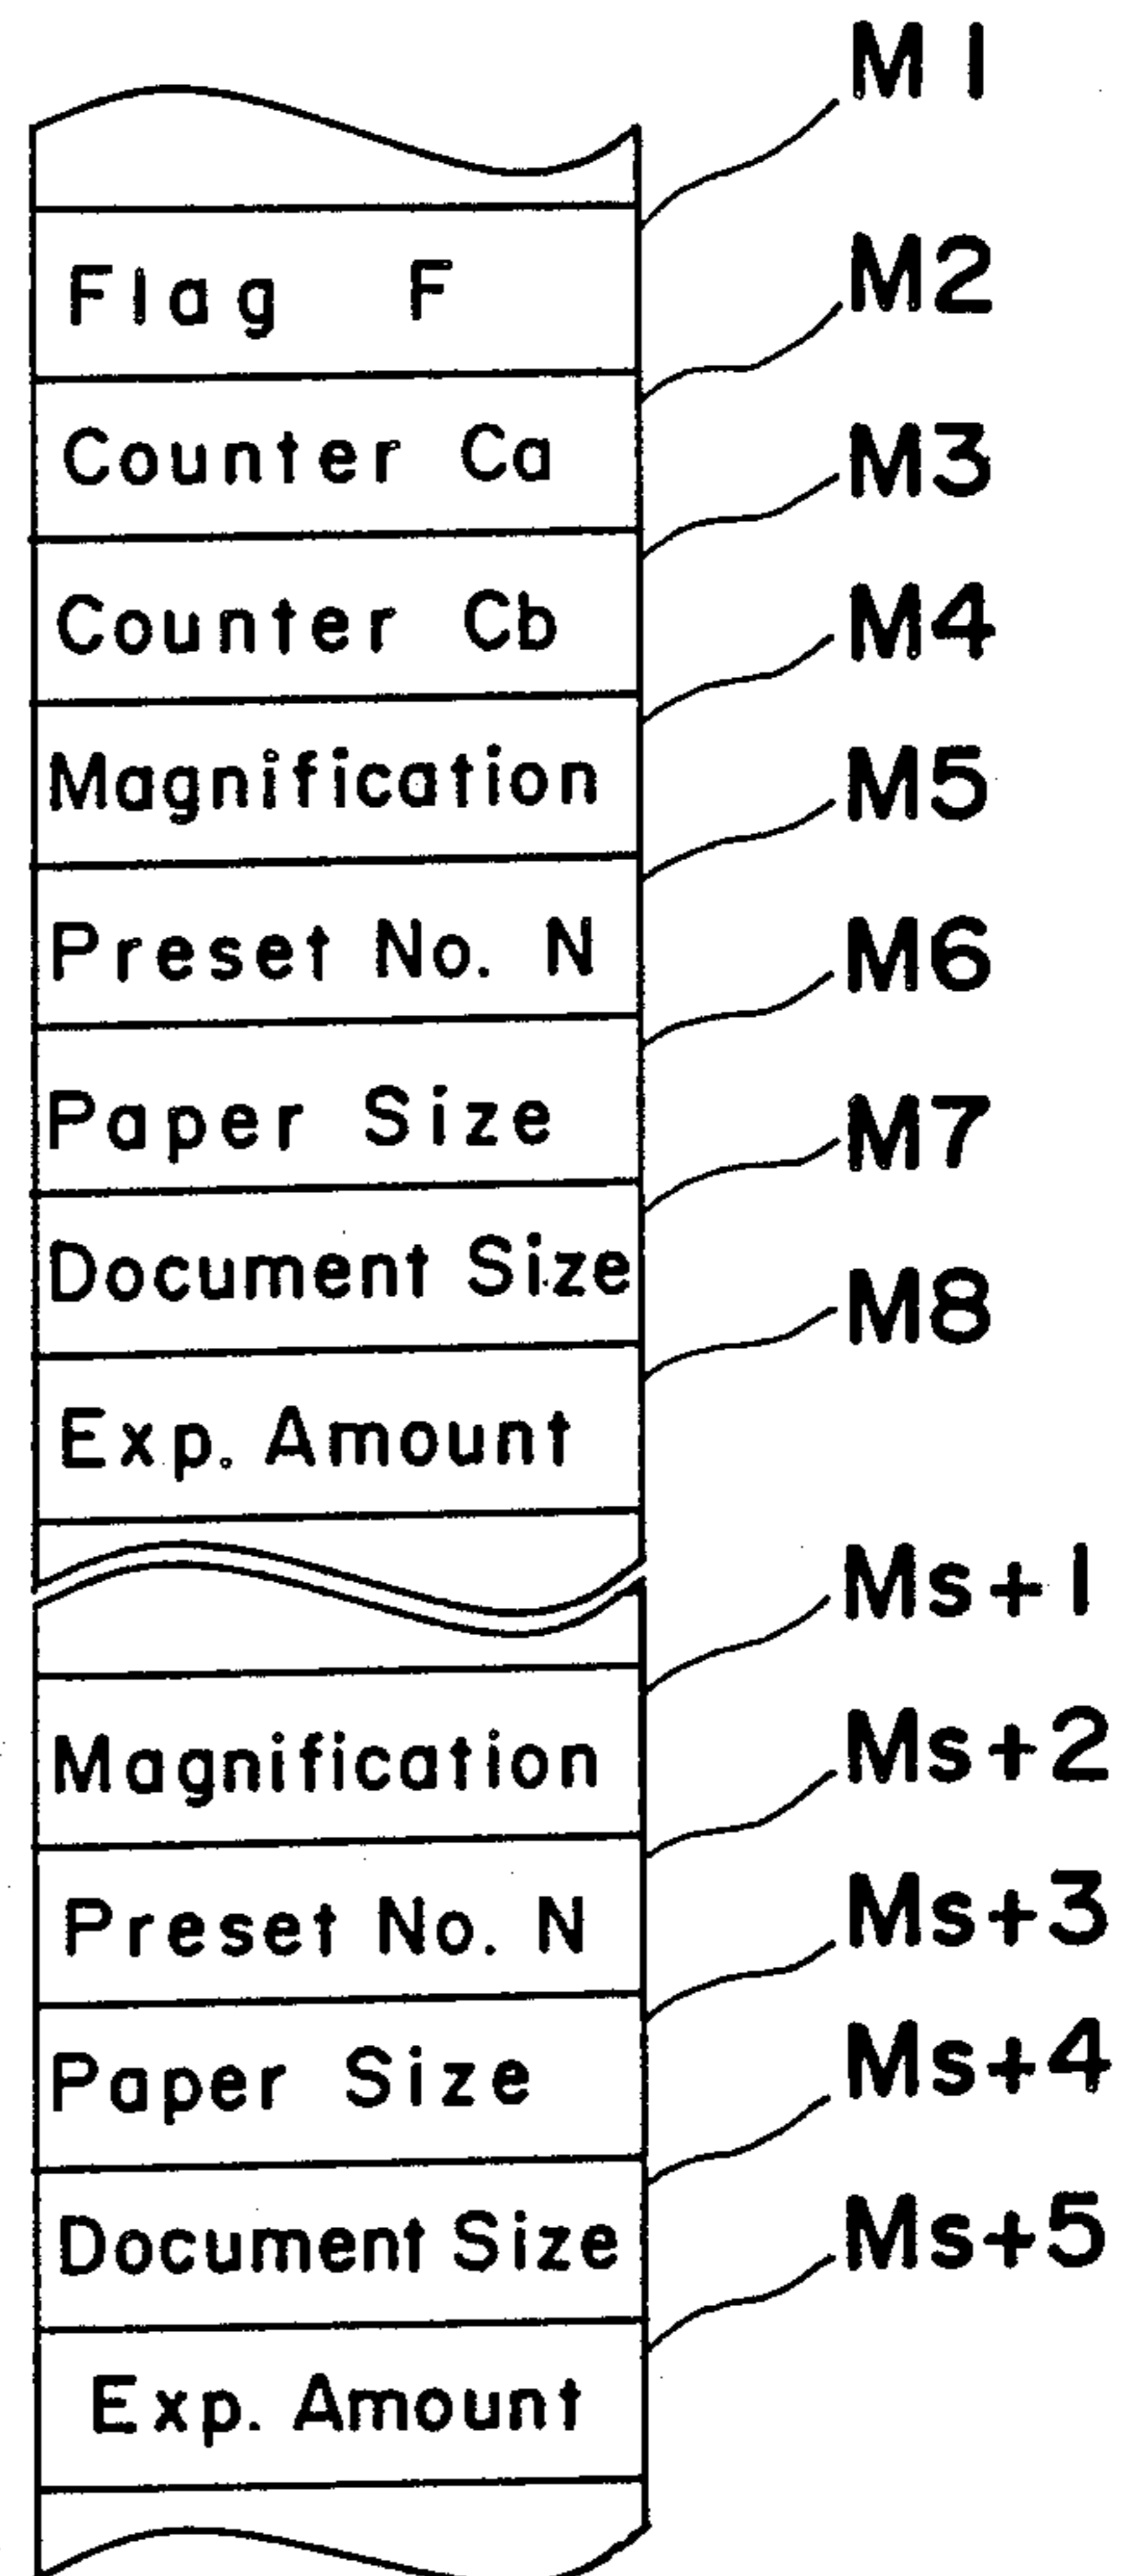 M1
Flag F
M2
Counter Ca
M3
Counter Cb
M4
Magnification
M5
Preset No. N
M6
Paper Size
M7
Document Size
M8
Exp. Amount
Ms+1
Magnification
Ms+2
Preset No. N
Ms+3
Paper Size
Ms+4
Document Size
Ms+5
Exp. Amount